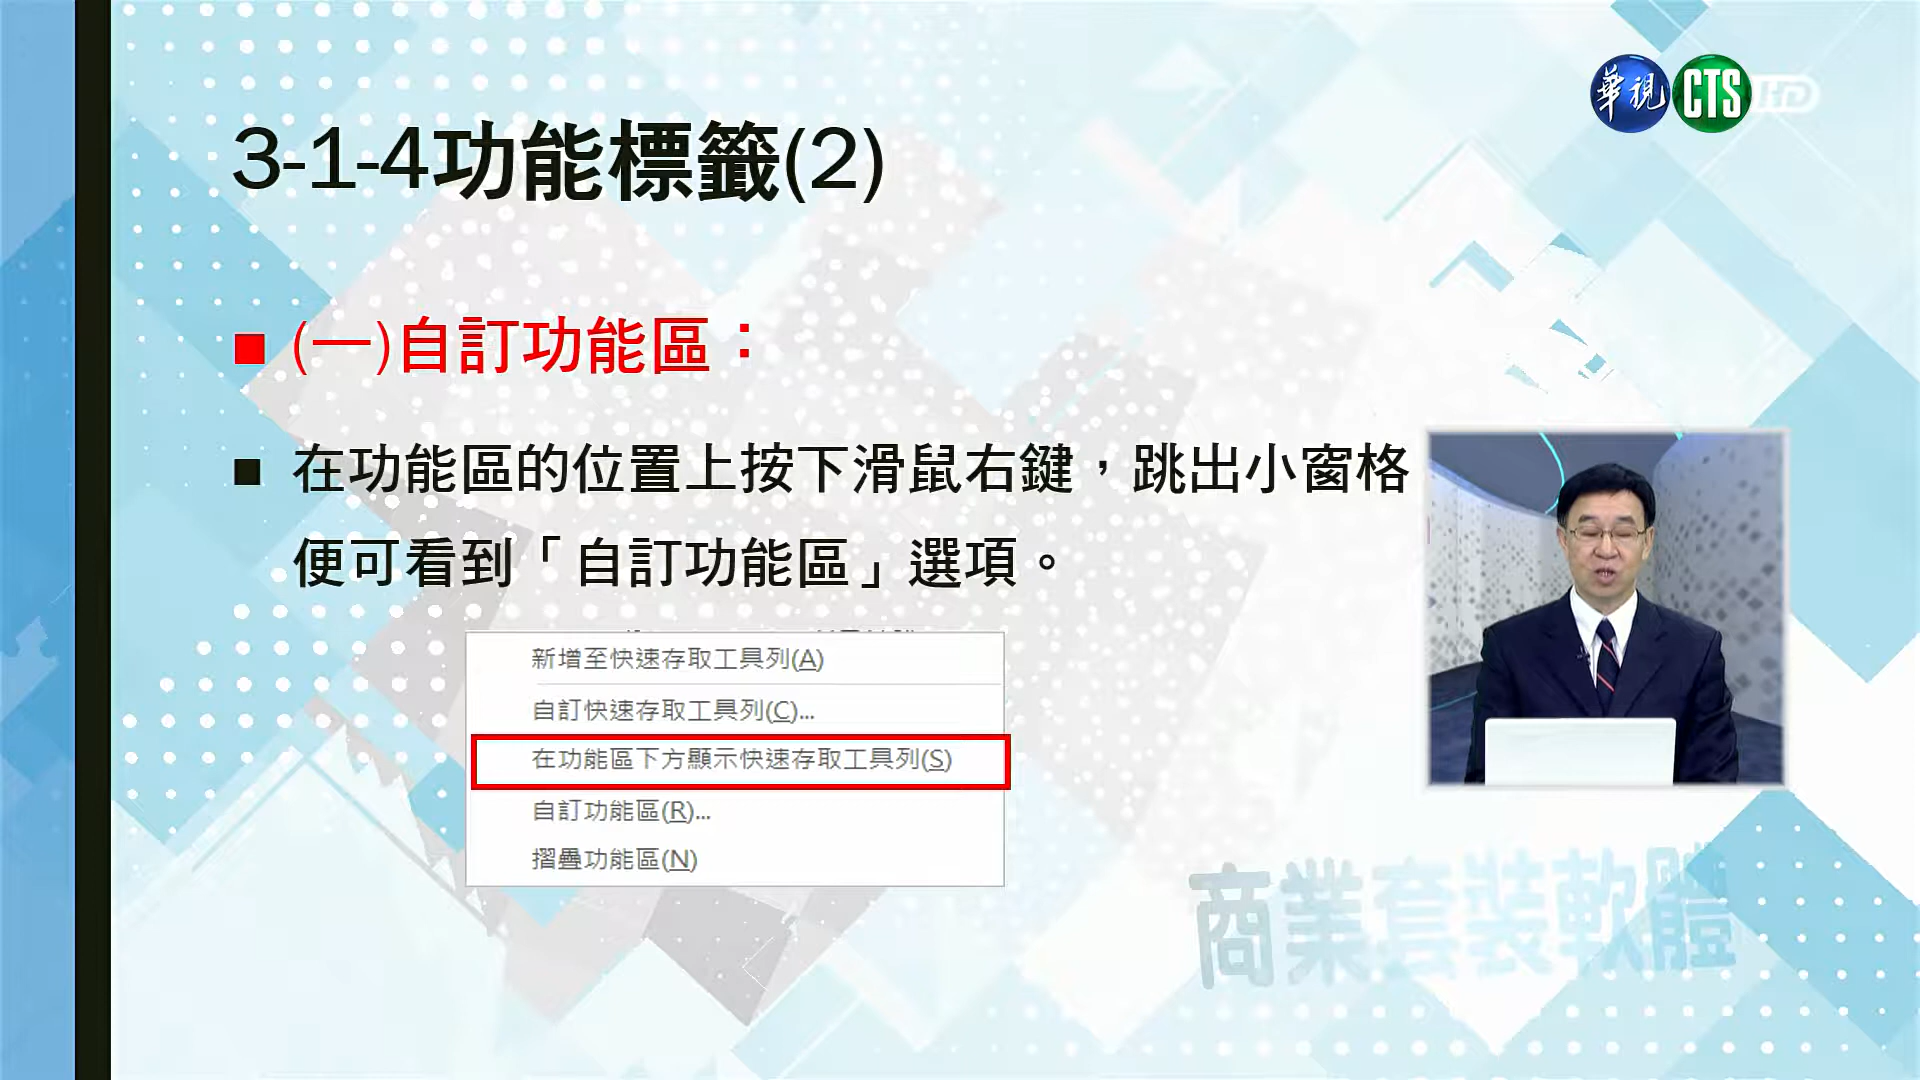 華視 CTS HD
3-1-4功能標籤(2)
(一)自訂功能區：
在功能區的位置上按下滑鼠右鍵，跳出小窗格
便可看到「自訂功能區」選項。
新增至快速存取工具列(A)
自訂快速存取工具列(C)...
在功能區下方顯示快速存取工具列(S)
自訂功能區(R)...
摺疊功能區(N)
商業套裝軟體